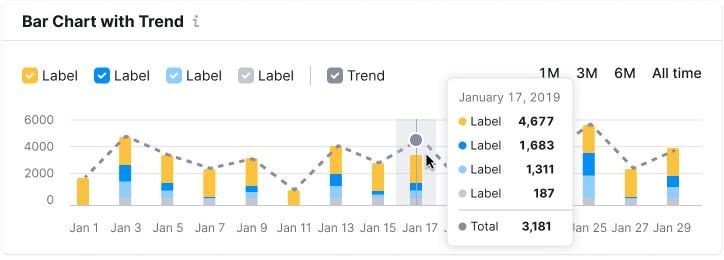 Bar Chart with Trend i
Label Label Label Label Trend 1M 3M 6M All time
January 17, 2019
Label 4,677
Label 1,683
Label 1,311
Label 187
Total 3,181
6000
4000
2000
0
Jan 1 Jan 3 Jan 5 Jan 7 Jan 9 Jan 11 Jan 13 Jan 15 Jan 17 Jan 25 Jan 27 Jan 29